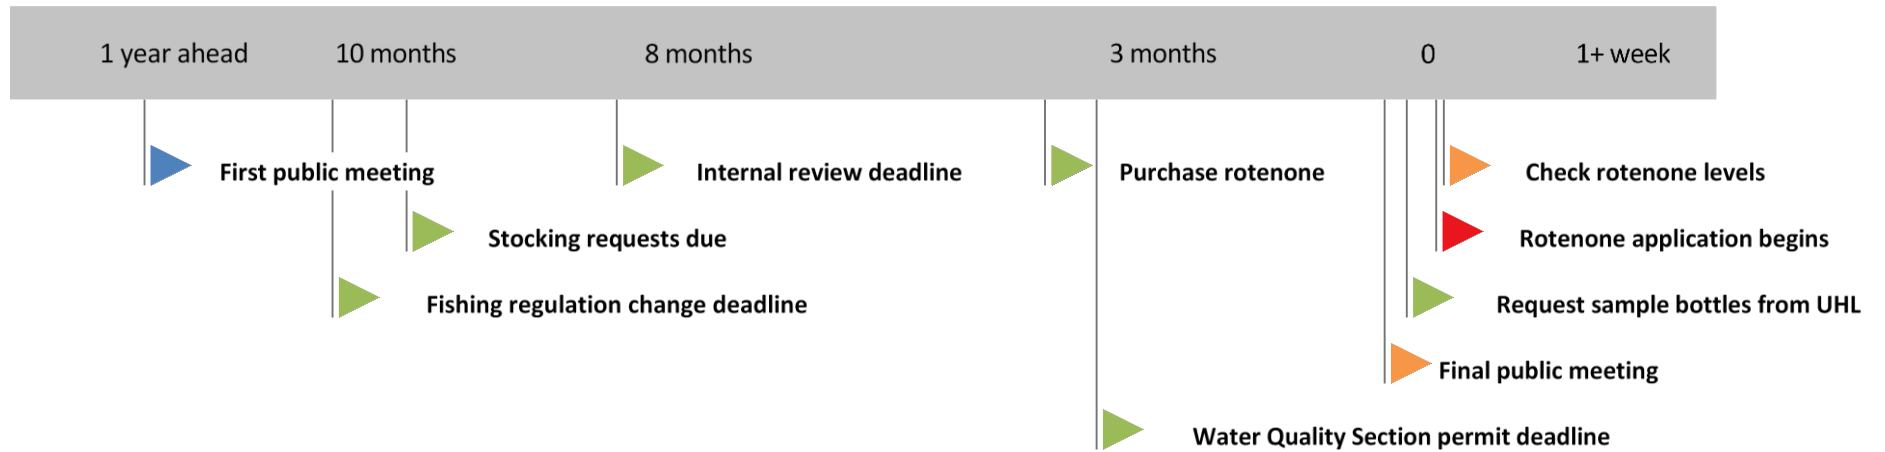 1 year ahead 10 months 8 months 3 months 0 1+ week
First public meeting Internal review deadline Purchase rotenone Check rotenone levels
Stocking requests due Rotenone application begins
Fishing regulation change deadline Request sample bottles from UHL
Final public meeting
Water Quality Section permit deadline